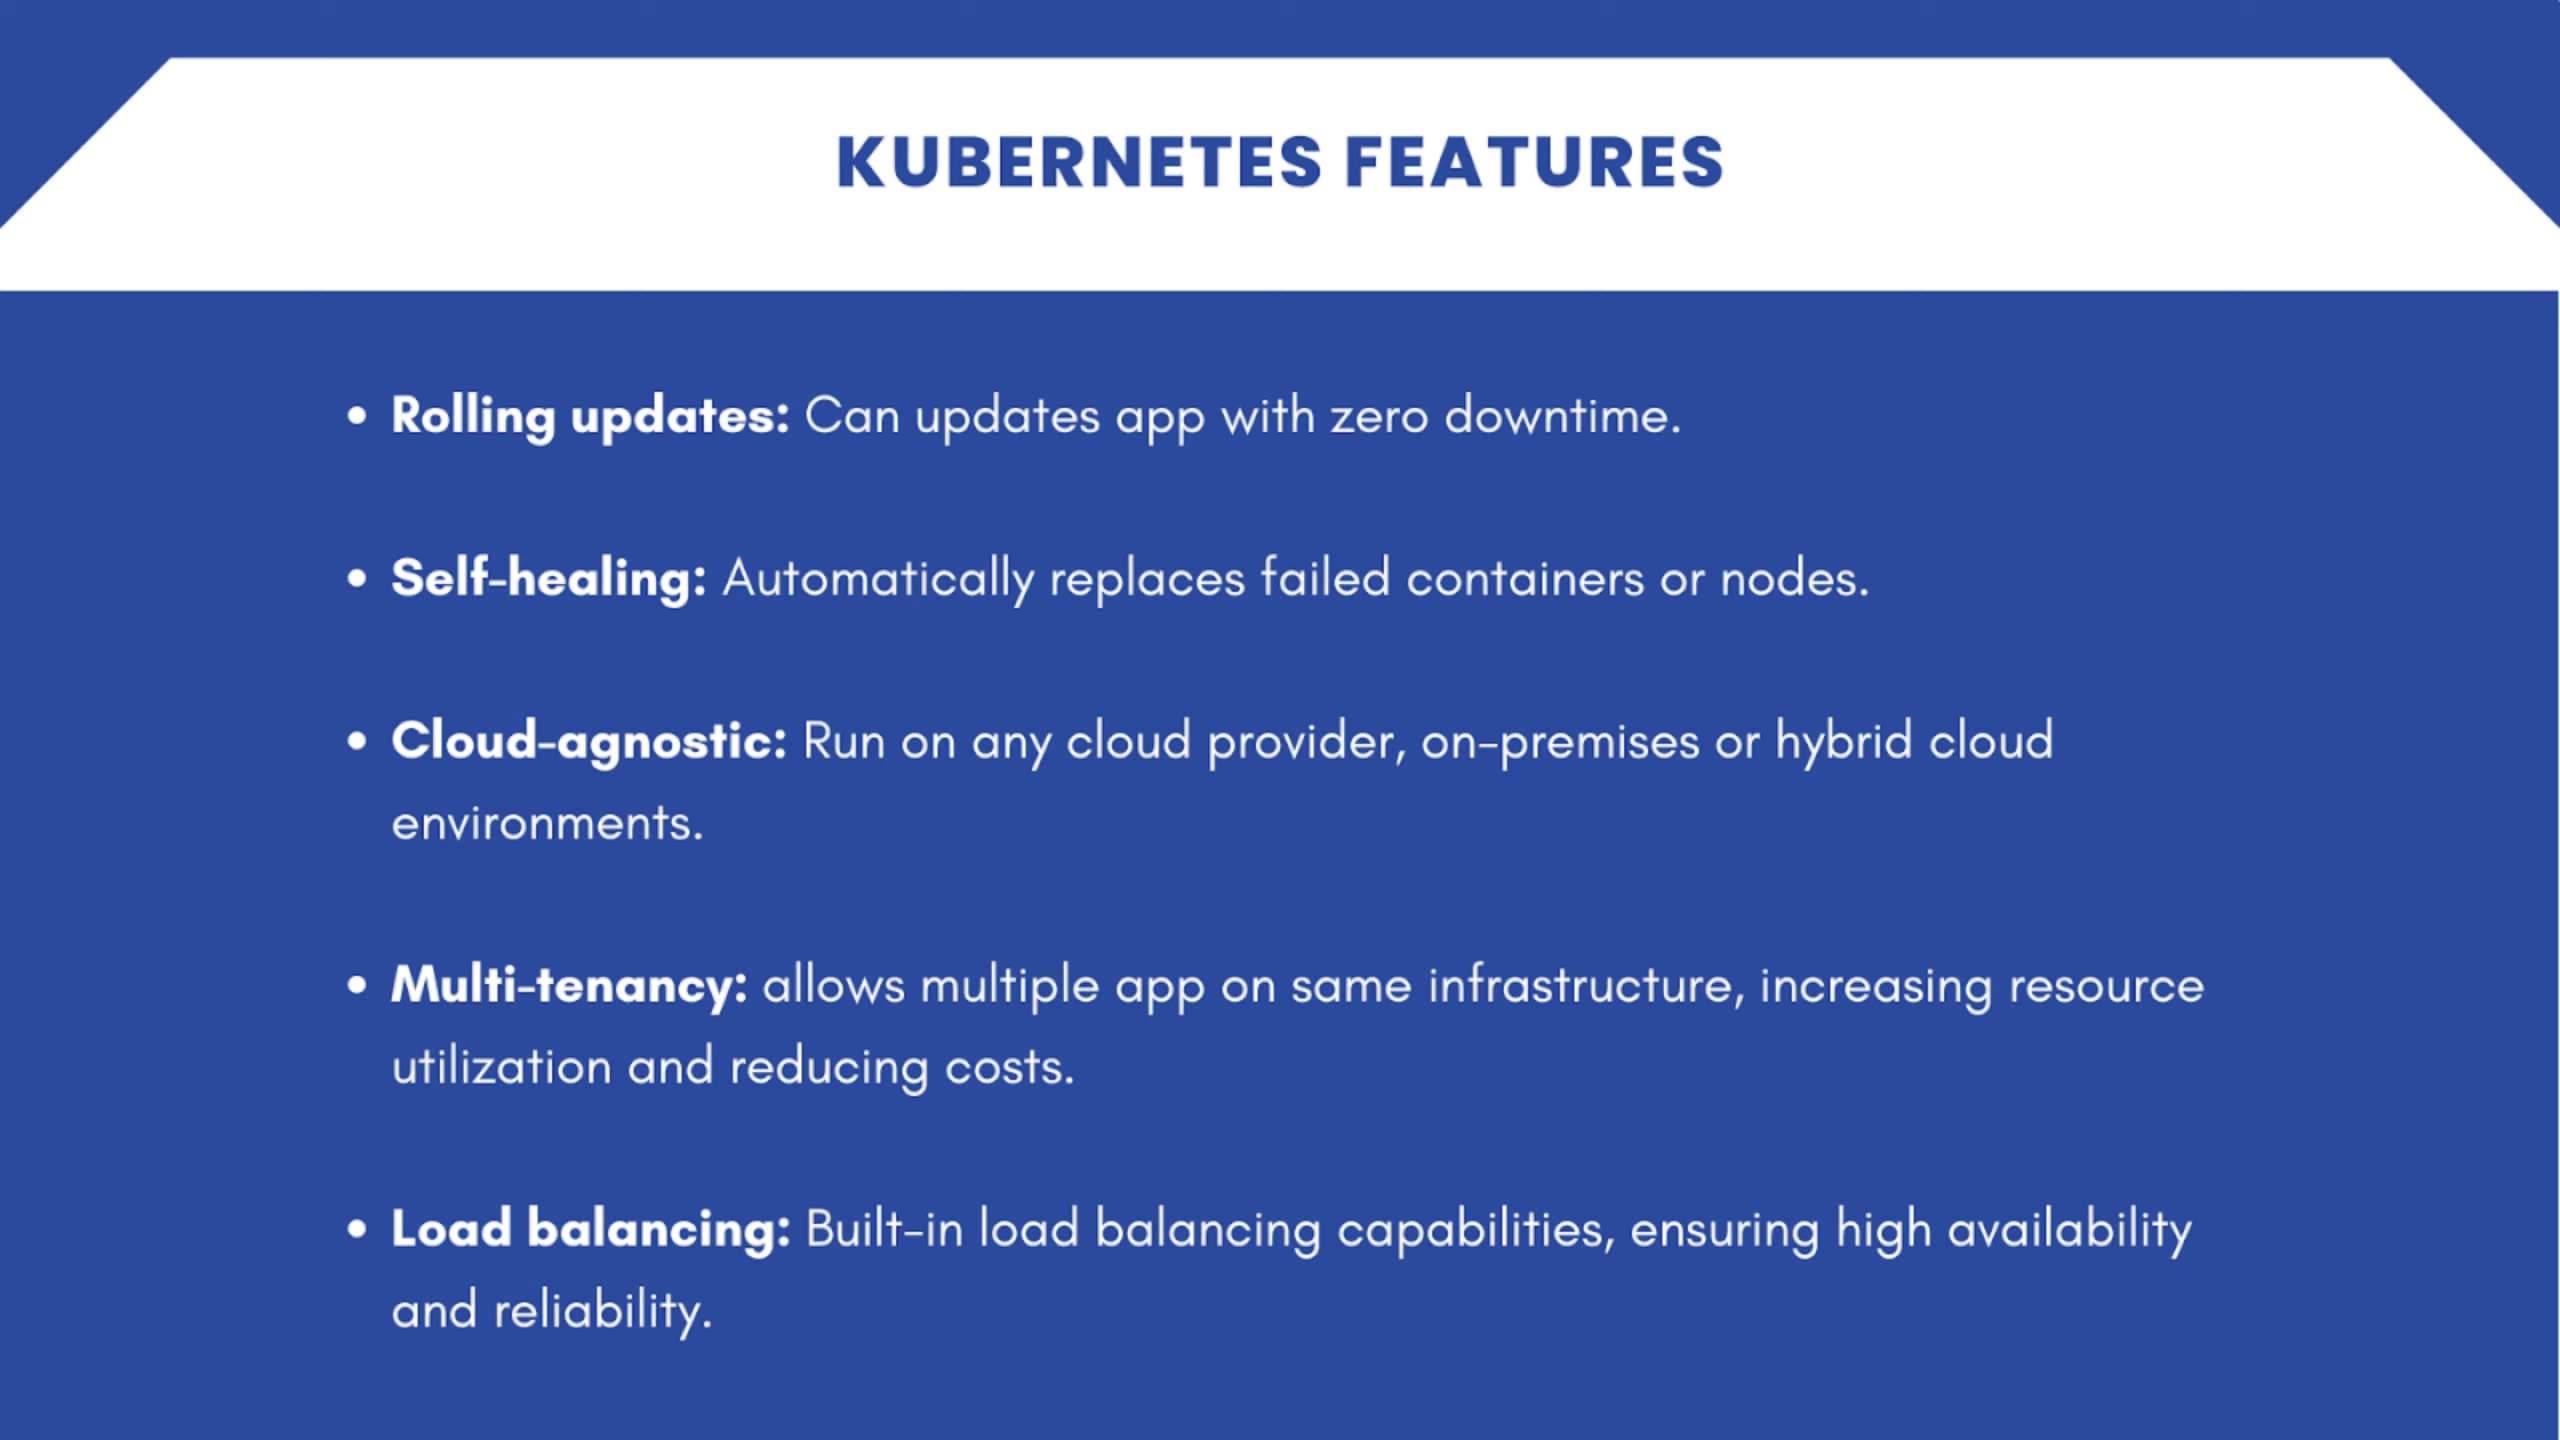 KUBERNETES FEATURES
• Rolling updates: Can updates app with zero downtime.
• Self-healing: Automatically replaces failed containers or nodes.
• Cloud-agnostic: Run on any cloud provider, on-premises or hybrid cloud
environments.
• Multi-tenancy: allows multiple app on same infrastructure, increasing resource
utilization and reducing costs.
• Load balancing: Built-in load balancing capabilities, ensuring high availability
and reliability.